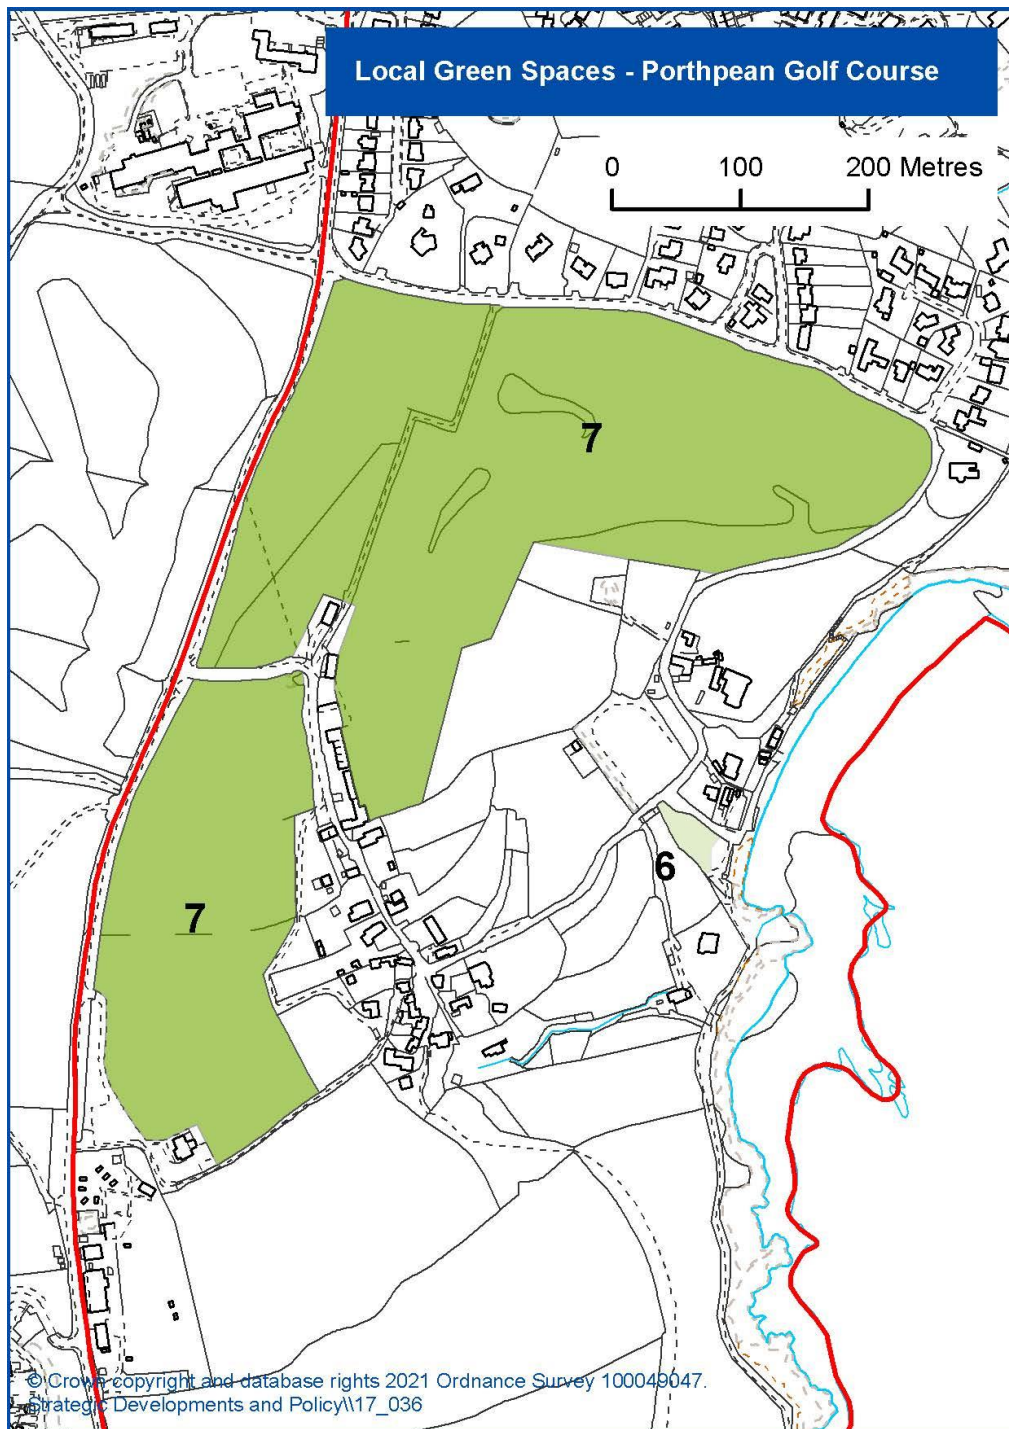 Local Green Spaces - Porthpean Golf Course
0 100 200 Metres
7
6
7
© Crown copyright and database rights 2021 Ordnance Survey 100049047.
Strategic Developments and Policy\\17_036